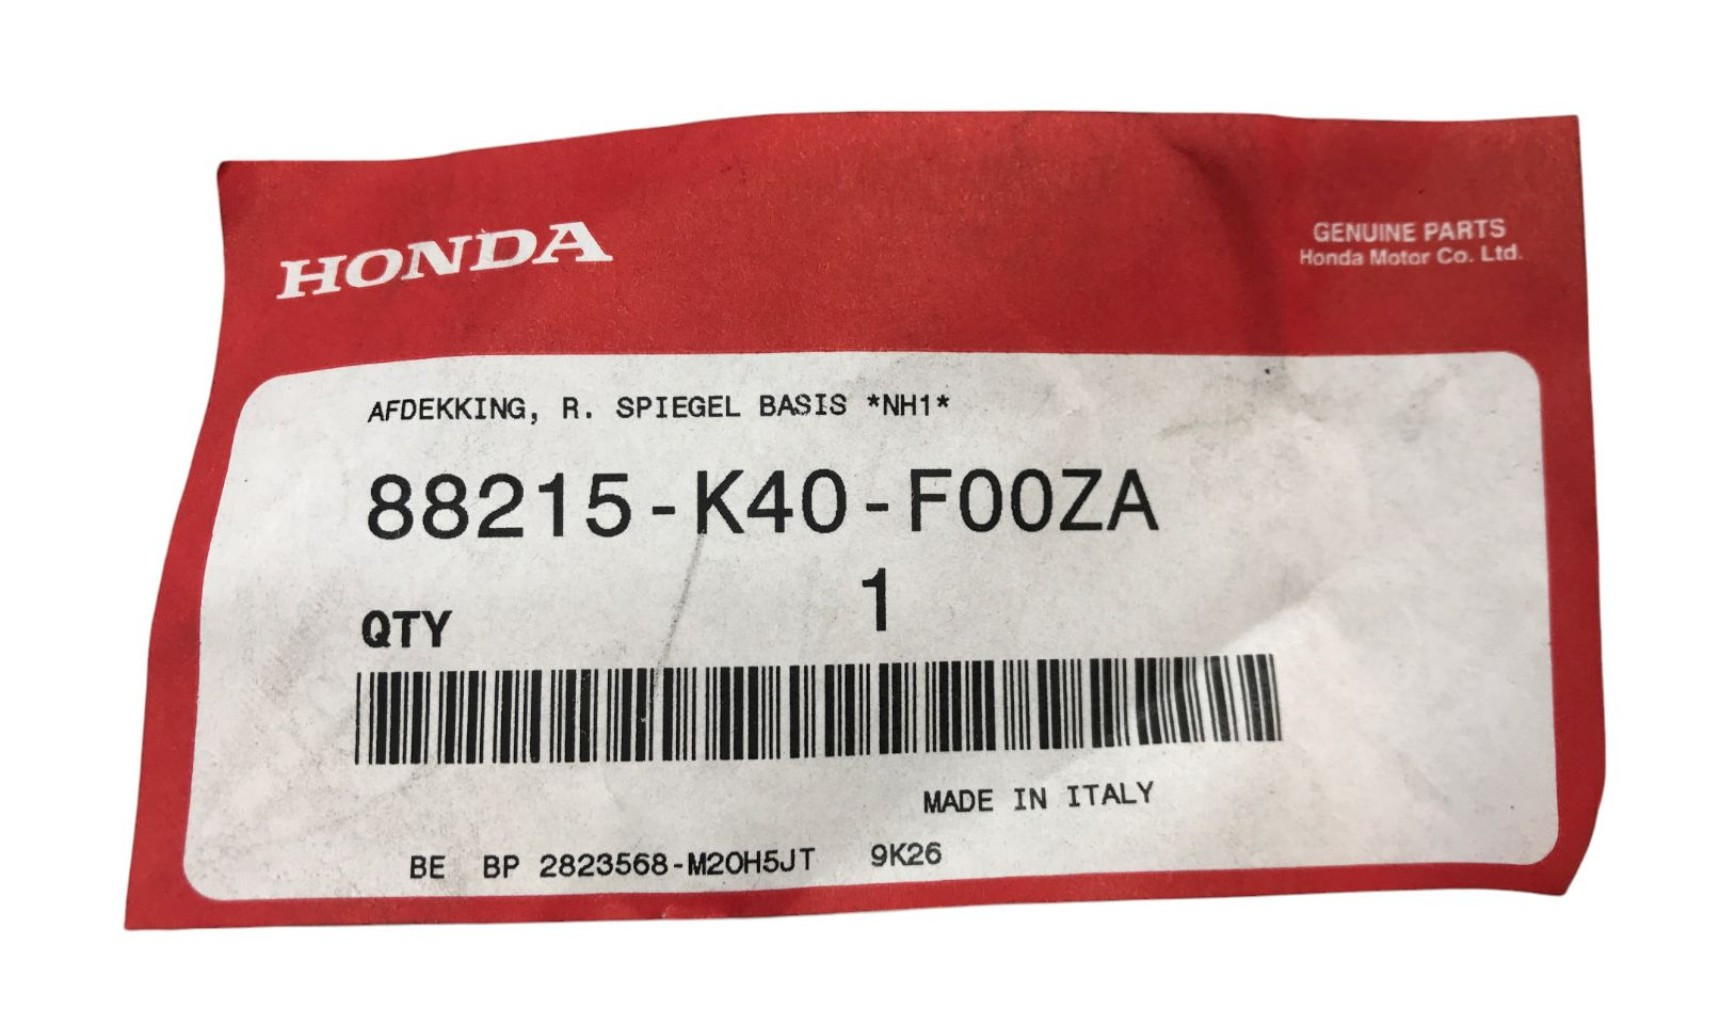 HONDA
GENUINE PARTS
Honda Motor Co. Ltd.
AFDEKKING, R. SPIEGEL BASIS *NH1*
88215-K40-F00ZA
1
QTY
MADE IN ITALY
BE BP 2823568-M20H5JT 9K26